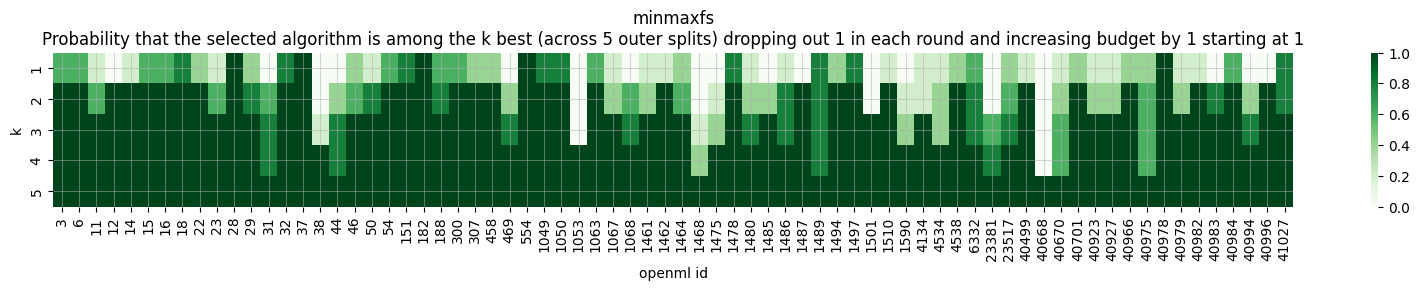 minmaxfs
Probability that the selected algorithm is among the k best (across 5 outer splits) dropping out 1 in each round and increasing budget by 1 starting at 1
k
1
2
3
4
5
3 6 11 12 14 15 16 18 22 23 28 29 31 32 37 38 44 46 50 54 151 182 188 300 307 458 469 554 1049 1050 1053 1063 1067 1068 1461 1462 1464 1468 1475 1478 1480 1485 1486 1487 1489 1494 1497 1501 1510 1590 4134 4534 4538 6332 23381 23517 40499 40668 40670 40701 40923 40927 40966 40975 40978 40979 40982 40983 40984 40994 40996 41027
openml id
1.0
0.8
0.6
0.4
0.2
0.0